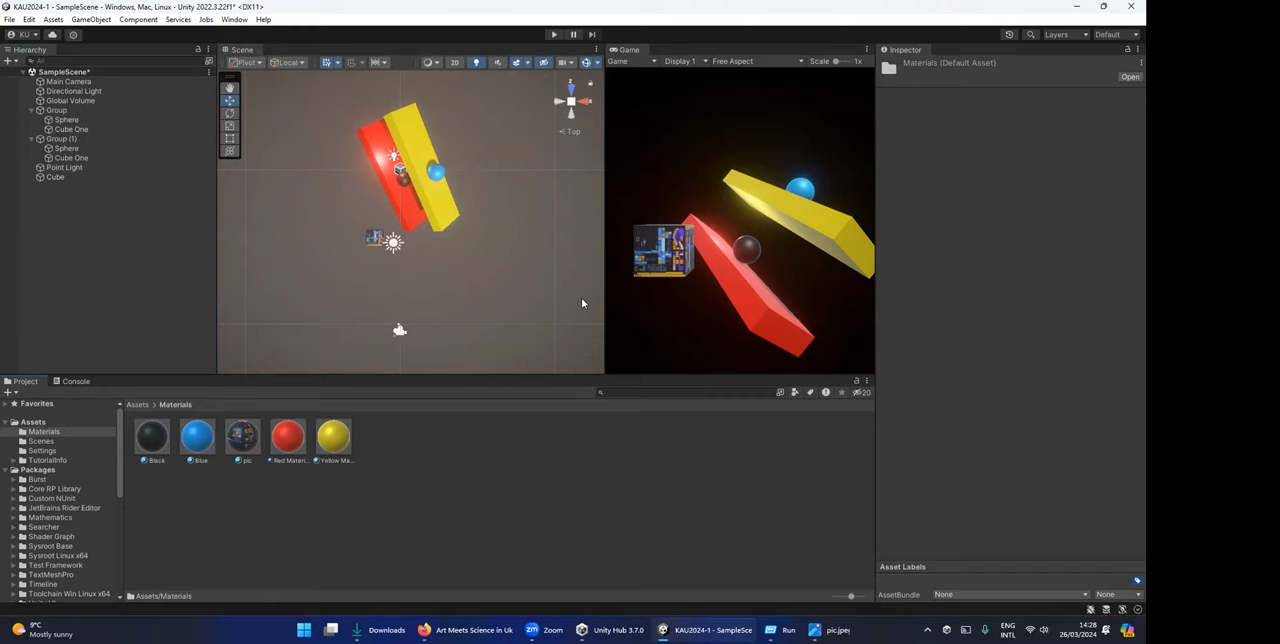 KAU2024-1 - SampleScene - Windows, Mac, Linux - Unity 2022.3.22f1* <DX11>
File Edit Assets GameObject Component Services Jobs Window Help
KU Layers Default
Hierarchy
All
SampleScene*
Main Camera
Directional Light
Global Volume
Group
Sphere
Cube One
Group (1)
Sphere
Cube One
Point Light
Cube
Scene
Pivot Local 2D
Top
Game
Game Display 1 Free Aspect Scale 1x
Inspector
Materials (Default Asset)
Open
Project Console
20
Favorites
Assets
Materials
Scenes
Settings
TutorialInfo
Packages
Burst
Core RP Library
Custom NUnit
JetBrains Rider Editor
Mathematics
Searcher
Shader Graph
Sysroot Base
Sysroot Linux x64
Test Framework
TextMeshPro
Timeline
Toolchain Win Linux x64
Assets > Materials
Black Blue pic Red Materi... Yellow Ma...
Assets/Materials
Asset Labels
AssetBundle None None
9°C
Mostly sunny
Downloads Art Meets Science in Uk Zoom Unity Hub 3.7.0 KAU2024-1 - SampleSce Run pic.jpeg
ENG
INTL
14:28
26/03/2024